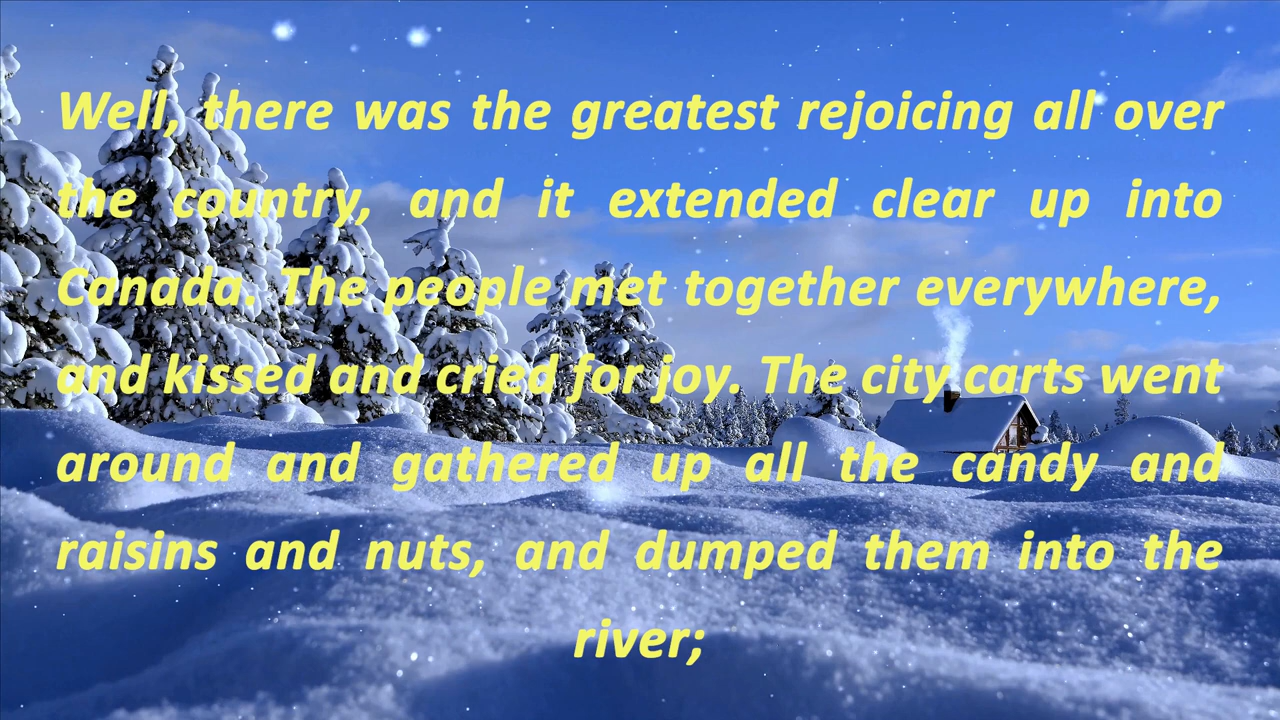 Well, there was the greatest rejoicing all over
the country, and it extended clear up into
Canada. The people met together everywhere,
and kissed and cried for joy. The city carts went
around and gathered up all the candy and
raisins and nuts, and dumped them into the
river;